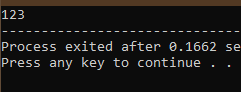 123
--------------------------------
Process exited after 0.1662 se
Press any key to continue . .